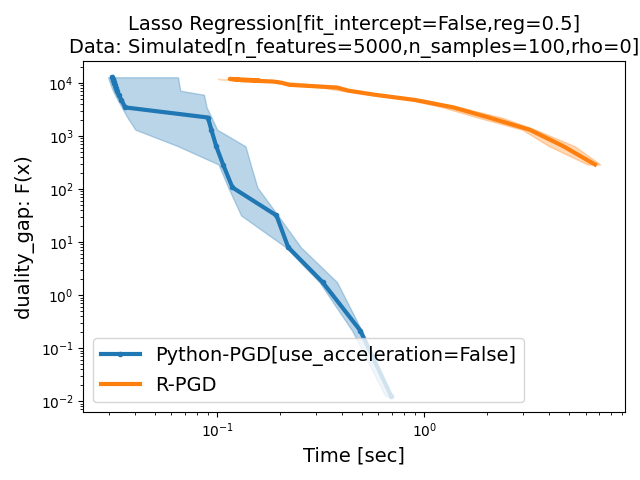 Lasso Regression[fit_intercept=False,reg=0.5]
Data: Simulated[n_features=5000,n_samples=100,rho=0]
duality_gap: F(x)
10⁴
10³
10²
10¹
10⁰
10⁻¹
10⁻²
Python-PGD[use_acceleration=False]
R-PGD
10⁻¹
10⁰
Time [sec]